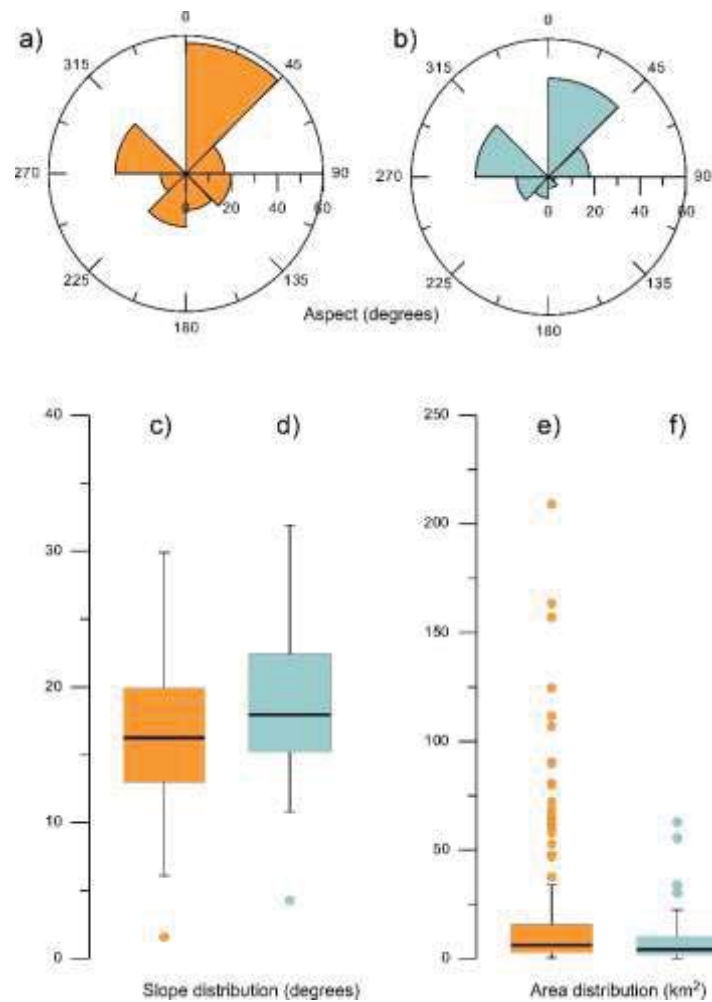 a)
0
45
90
135
180
225
270
315
0 20 40 60
b)
0
45
90
135
180
225
270
315
0 20 40 60
Aspect (degrees)
c)
d)
40
30
20
10
0
Slope distribution (degrees)
e)
f)
250
200
150
100
50
0
Area distribution (km²)